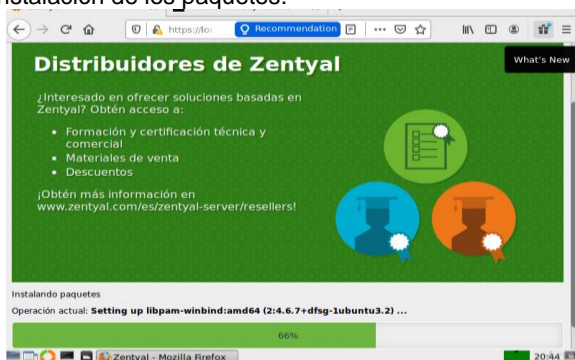 instalación de los paquetes.
https://lo
Recommendation
What's New
Distribuidores de Zentyal
¿Interesado en ofrecer soluciones basadas en
Zentyal? Obtén acceso a:
• Formación y certificación técnica y
comercial
• Materiales de venta
• Descuentos
¡Obtén más información en
www.zentyal.com/es/zentyal-server/resellers!
Instalando paquetes
Operación actual: Setting up libpam-winbind:amd64 (2:4.6.7+dfsg-1ubuntu3.2) ...
66%
Zentyal - Mozilla Firefox
20:44